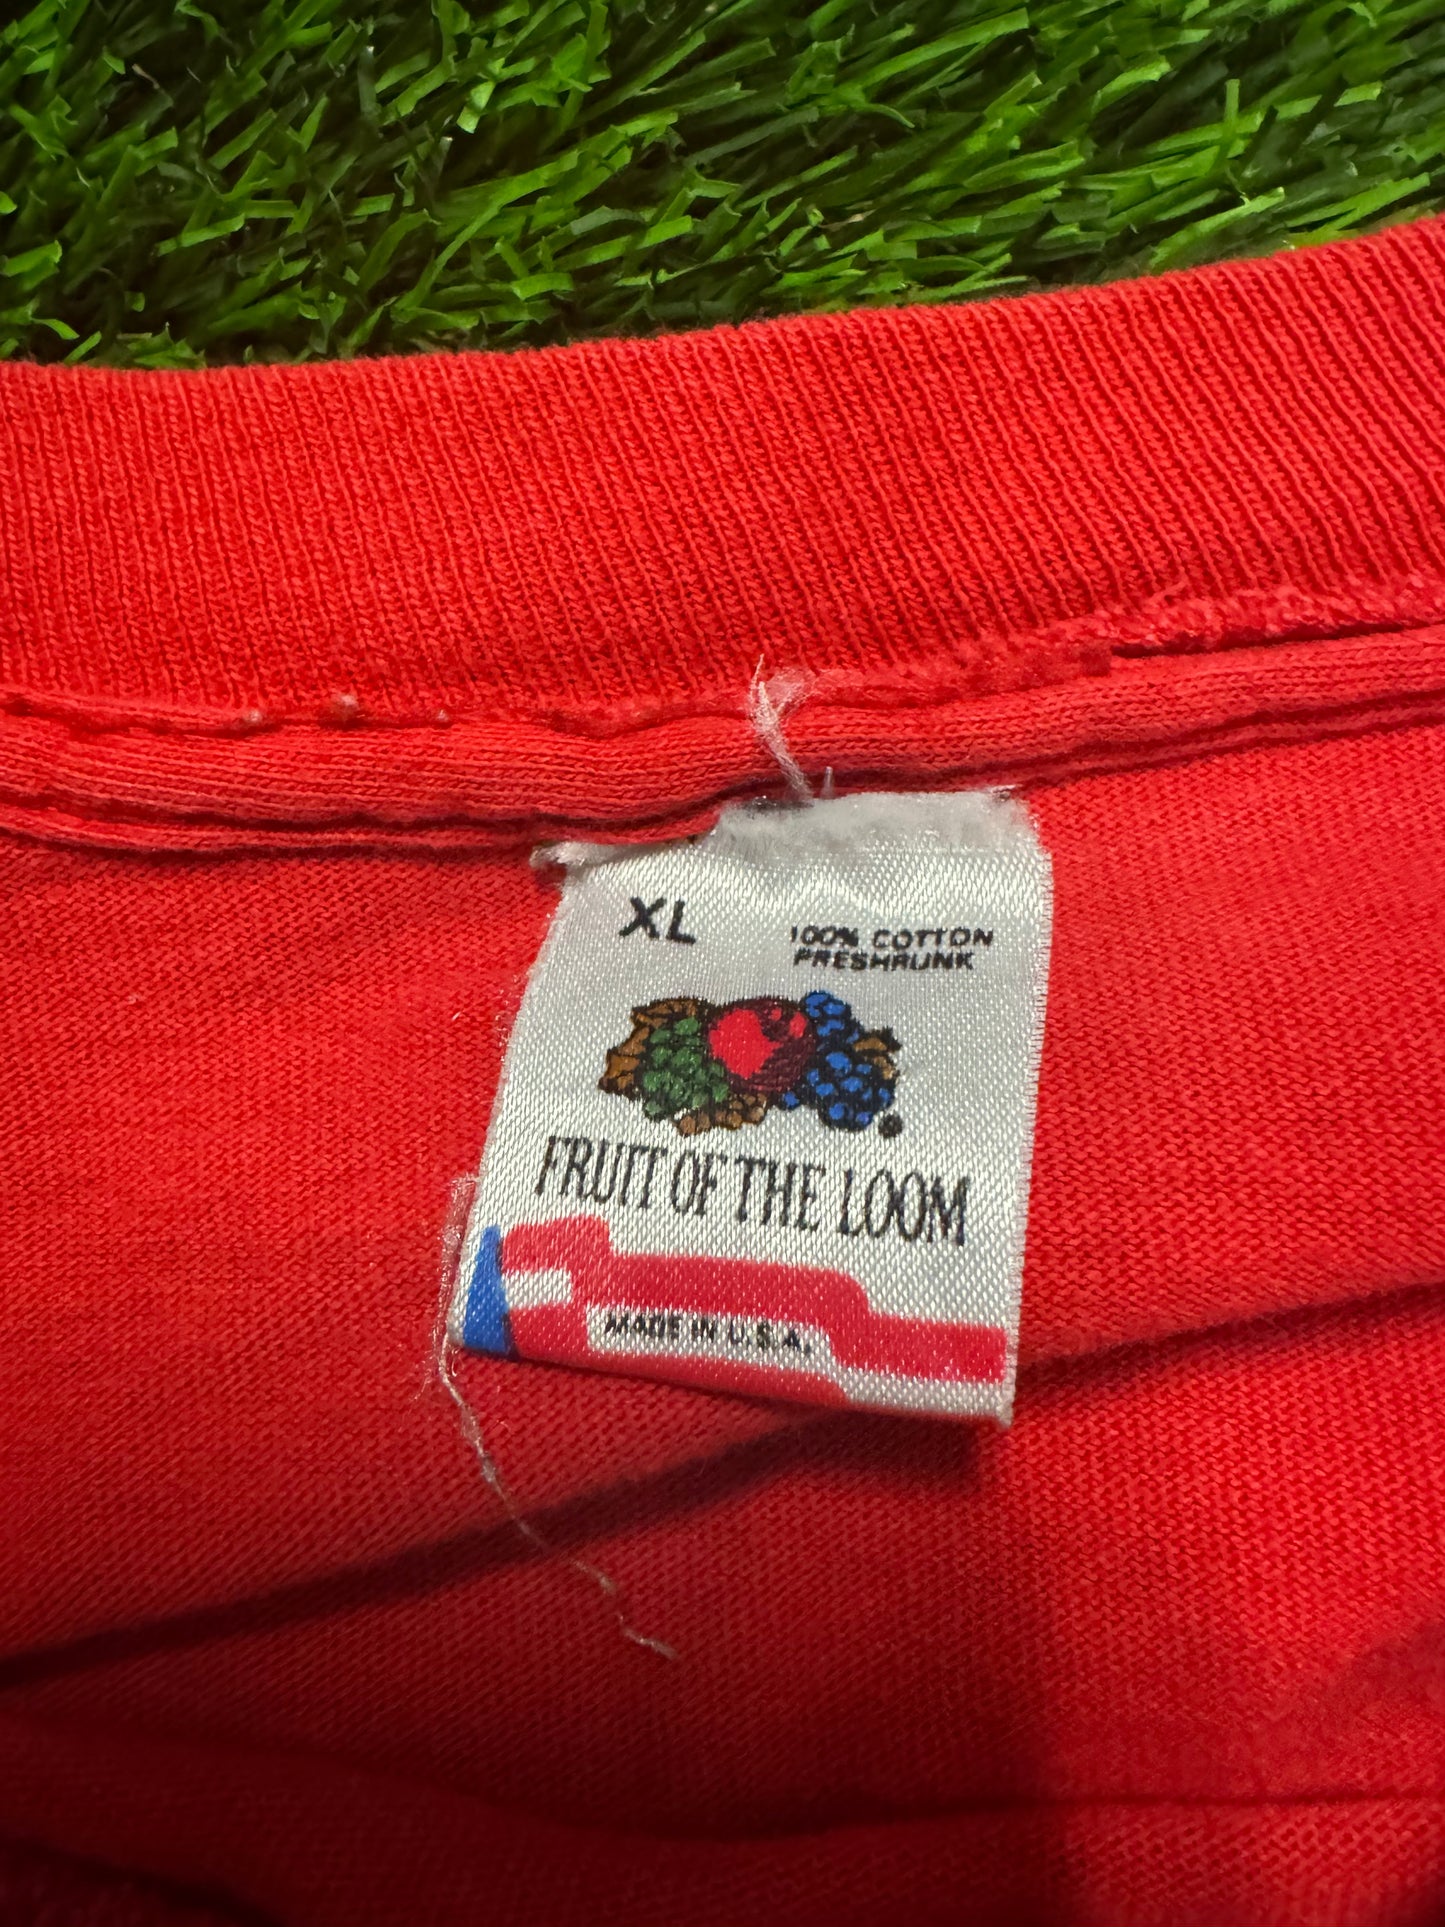 XL
100% COTTON
PRESHRUNK
®
FRUIT OF THE LOOM
MADE IN U.S.A.